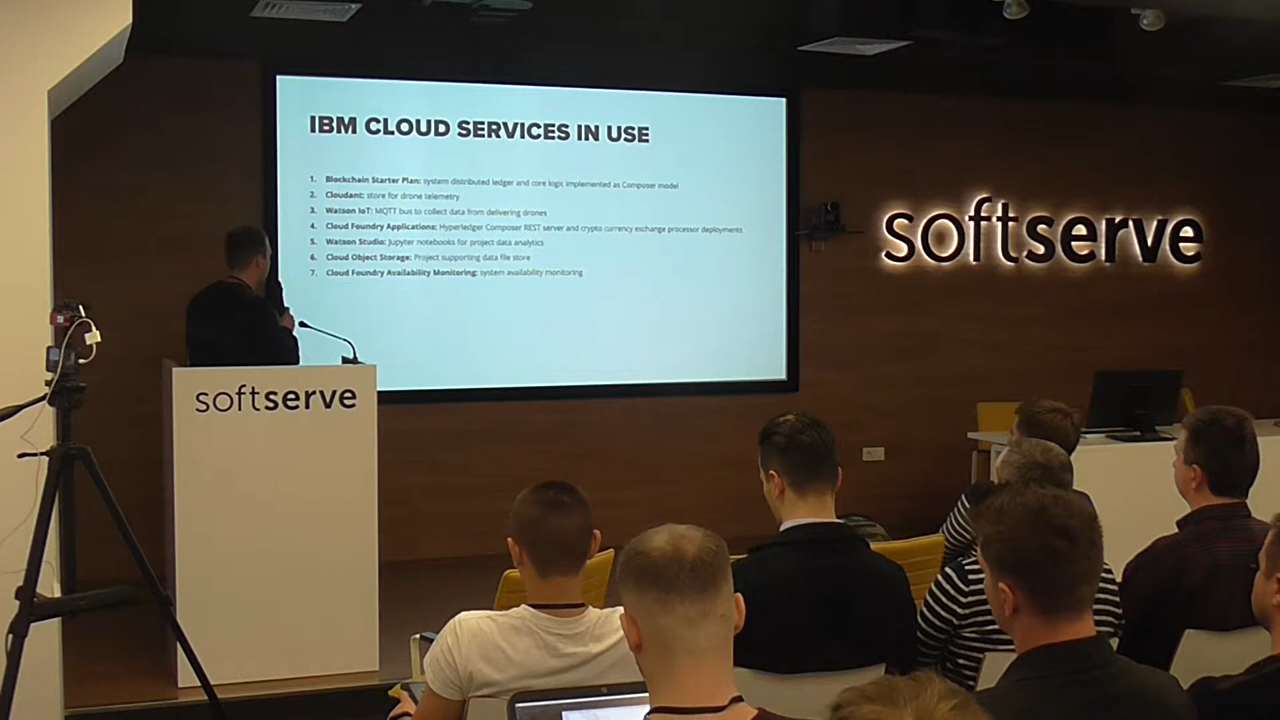 IBM CLOUD SERVICES IN USE
1. Blockchain Starter Plan: system distributed ledger and core logic implemented as Composer model
2. Cloudant: store for drone telemetry
3. Watson IoT: MQTT bus to collect data from delivering drones
4. Cloud Foundry Applications: Hyperledger Composer REST server and crypto currency exchange processor deployments
5. Watson Studio: Jupyter notebooks for project data analytics
6. Cloud Object Storage: Project supporting data file store
7. Cloud Foundry Availability Monitoring: system availability monitoring
softserve
softserve